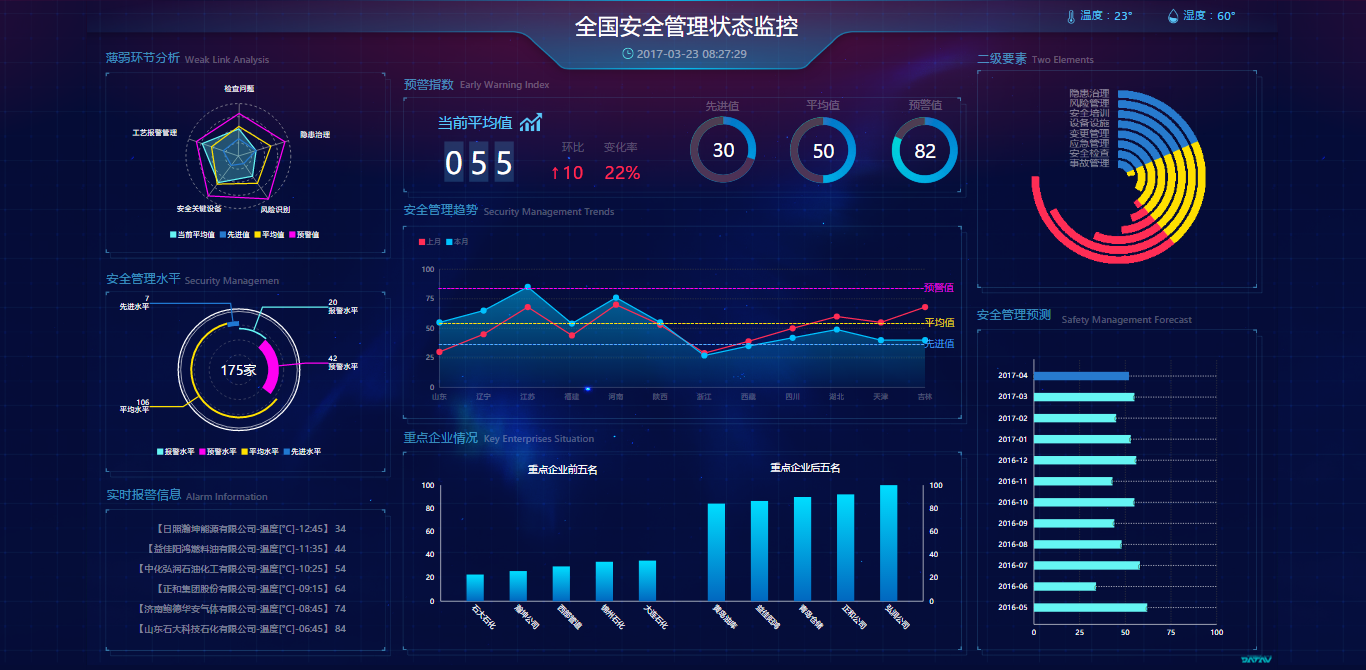 全国安全管理状态监控
2017-03-23 08:27:29
温度：23°
湿度：60°
薄弱环节分析 Weak Link Analysis
检查问题
工艺报警管理
隐患治理
安全关键设备
风险识别
当前平均值 先进值 平均值 预警值
安全管理水平 Security Managemen
7
先进水平
20
报警水平
175家
42
预警水平
106
平均水平
报警水平 预警水平 平均水平 先进水平
实时报警信息 Alarm Information
【日照瀚坤能源有限公司-温度[°C]-12:45】 34
【益佳阳鸿燃料油有限公司-温度[°C]-11:35】 44
【中化弘润石油化工有限公司-温度[°C]-10:25】 54
【正和集团股份有限公司-温度[°C]-09:15】 64
【济南鲍德华安气体有限公司-温度[°C]-08:45】 74
【山东石大科技石化有限公司-温度[°C]-06:45】 84
预警指数 Early Warning Index
当前平均值
055
环比
↑10
变化率
22%
先进值
30
平均值
50
预警值
82
安全管理趋势 Security Management Trends
上月 本月
100
75
50
25
0
预警值
平均值
先进值
山东 辽宁 江苏 福建 河南 陕西 浙江 西藏 四川 湖北 天津 吉林
重点企业情况 Key Enterprises Situation
重点企业前五名
重点企业后五名
100
80
60
40
20
0
100
80
60
40
20
0
石大石化 瀚坤公司 西部管道 锦州石化 大连石化
黄岛油库 益佳阳鸿 青岛仓储 正和公司 弘润公司
二级要素 Two Elements
隐患治理
风险管理
安全培训
设备设施
变更管理
应急管理
安全检查
事故管理
安全管理预测 Safety Management Forecast
2017-04
2017-03
2017-02
2017-01
2016-12
2016-11
2016-10
2016-09
2016-08
2016-07
2016-06
2016-05
0 25 50 75 100
DATAV